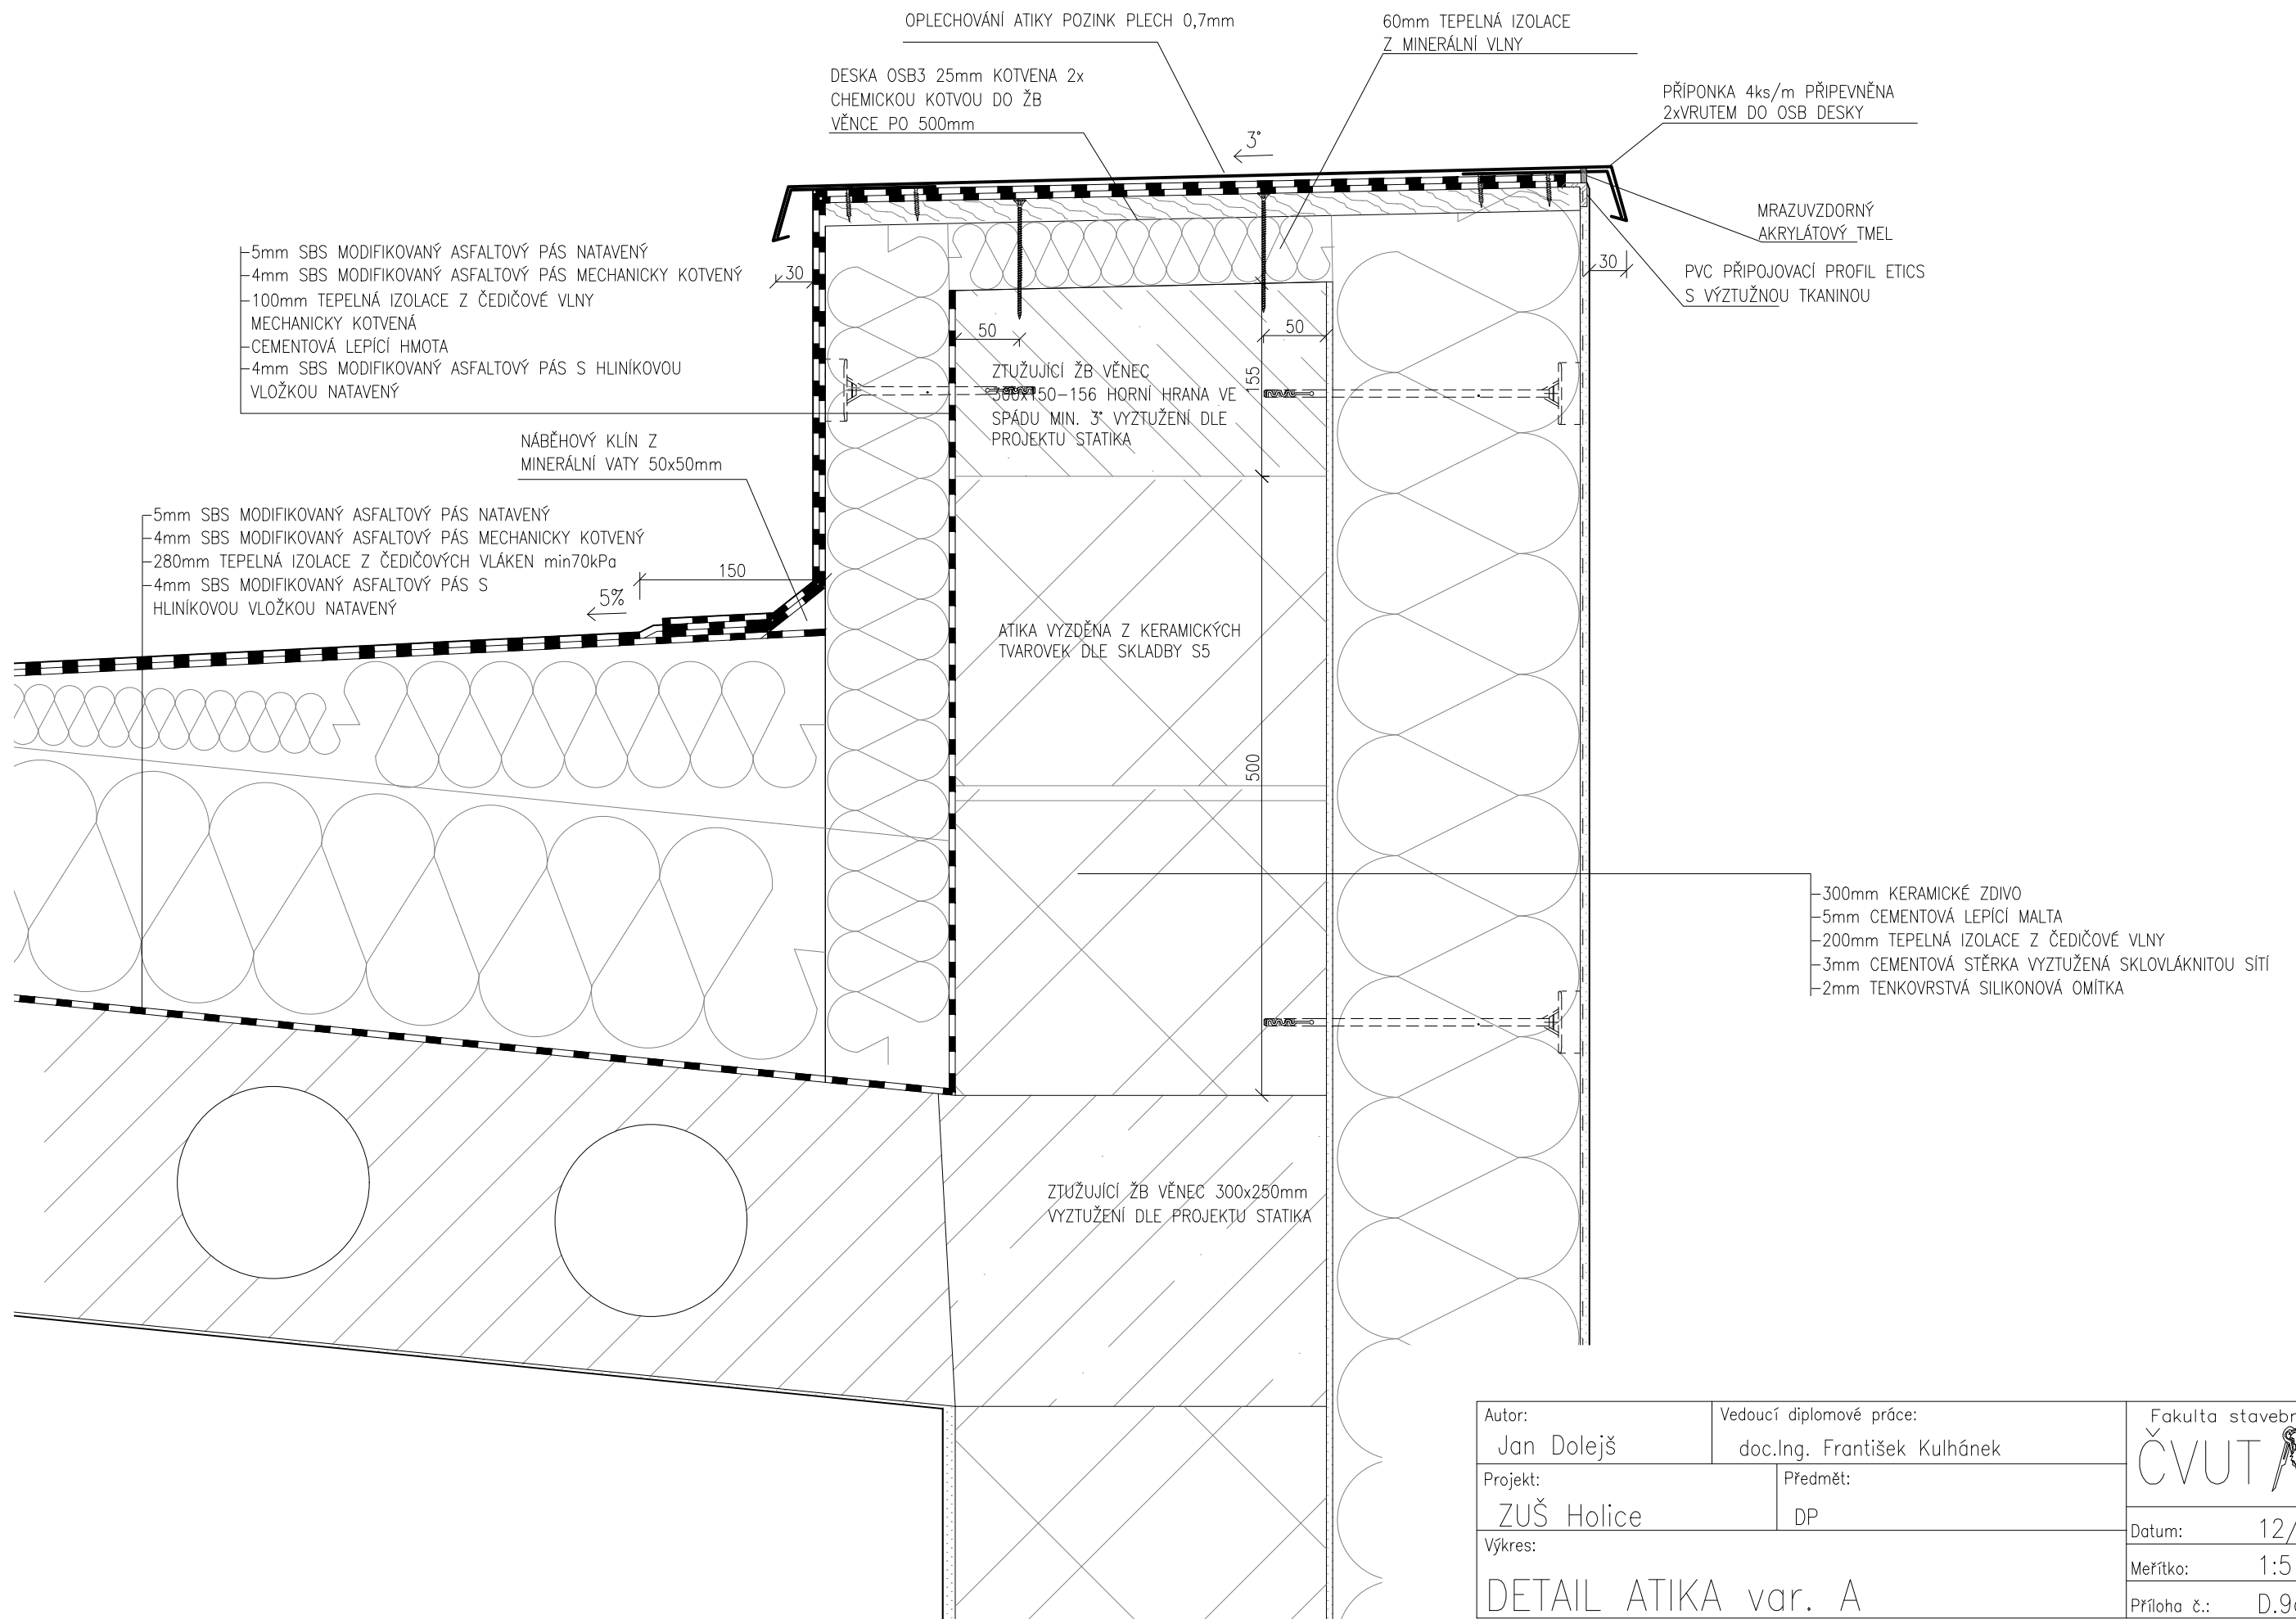 OPLECHOVÁNÍ ATIKY POZINK PLECH 0,7mm
60mm TEPELNÁ IZOLACE
Z MINERÁLNÍ VLNY
DESKA OSB3 25mm KOTVENA 2x
CHEMICKOU KOTVOU DO ŽB
VĚNCE PO 500mm
PŘÍPONKA 4ks/m PŘIPEVNĚNA
2xVRUTEM DO OSB DESKY
3°
MRAZUVZDORNÝ
AKRYLÁTOVÝ TMEL
PVC PŘIPOJOVACÍ PROFIL ETICS
S VÝZTUŽNOU TKANINOU
30
30
5mm SBS MODIFIKOVANÝ ASFALTOVÝ PÁS NATAVENÝ
4mm SBS MODIFIKOVANÝ ASFALTOVÝ PÁS MECHANICKY KOTVENÝ
100mm TEPELNÁ IZOLACE Z ČEDIČOVÉ VLNY
MECHANICKY KOTVENÁ
CEMENTOVÁ LEPÍCÍ HMOTA
4mm SBS MODIFIKOVANÝ ASFALTOVÝ PÁS S HLINÍKOVOU
VLOŽKOU NATAVENÝ
50
50
155
ZTUŽUJÍCÍ ŽB VĚNEC
300x150-156 HORNÍ HRANA VE
SPÁDU MIN. 3° VYZTUŽENÍ DLE
PROJEKTU STATIKA
NÁBĚHOVÝ KLÍN Z
MINERÁLNÍ VATY 50x50mm
5mm SBS MODIFIKOVANÝ ASFALTOVÝ PÁS NATAVENÝ
4mm SBS MODIFIKOVANÝ ASFALTOVÝ PÁS MECHANICKY KOTVENÝ
280mm TEPELNÁ IZOLACE Z ČEDIČOVÝCH VLÁKEN min70kPa
4mm SBS MODIFIKOVANÝ ASFALTOVÝ PÁS S
HLINÍKOVOU VLOŽKOU NATAVENÝ
150
5%
ATIKA VYZDĚNA Z KERAMICKÝCH
TVAROVEK DLE SKLADBY S5
500
300mm KERAMICKÉ ZDIVO
5mm CEMENTOVÁ LEPÍCÍ MALTA
200mm TEPELNÁ IZOLACE Z ČEDIČOVÉ VLNY
3mm CEMENTOVÁ STĚRKA VYZTUŽENÁ SKLOVLÁKNITOU SÍTÍ
2mm TENKOVRSTVÁ SILIKONOVÁ OMÍTKA
ZTUŽUJÍCÍ ŽB VĚNEC 300x250mm
VYZTUŽENÍ DLE PROJEKTU STATIKA
Autor:
Jan Dolejš
Vedoucí diplomové práce:
doc.Ing. František Kulhánek
Projekt:
ZUŠ Holice
Předmět:
DP
Výkres:
DETAIL ATIKA var. A
Fakulta stavebn
ČVUT
Datum: 12/
Meřítko: 1:5
Příloha č.: